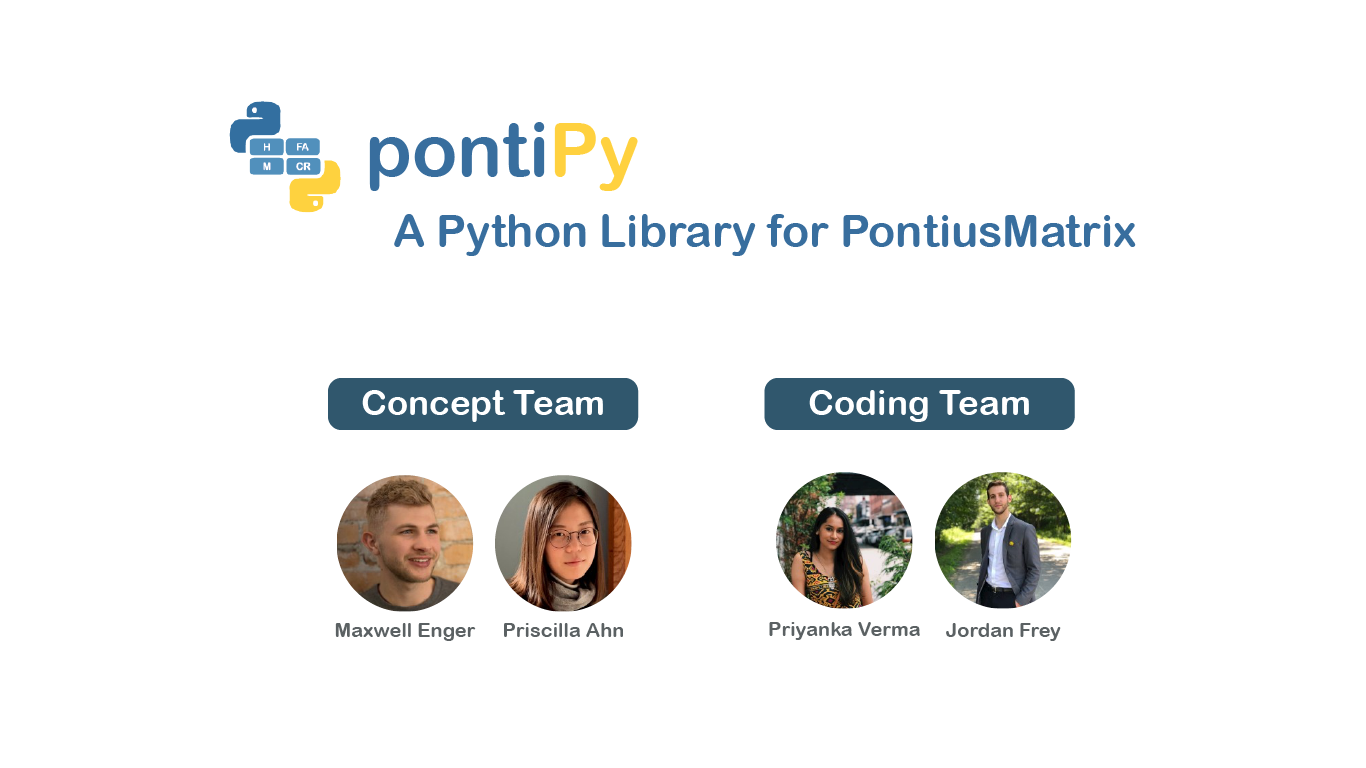 H FA
M CR
pontiPy
A Python Library for PontiusMatrix
Concept Team
Coding Team
Maxwell Enger
Priscilla Ahn
Priyanka Verma
Jordan Frey